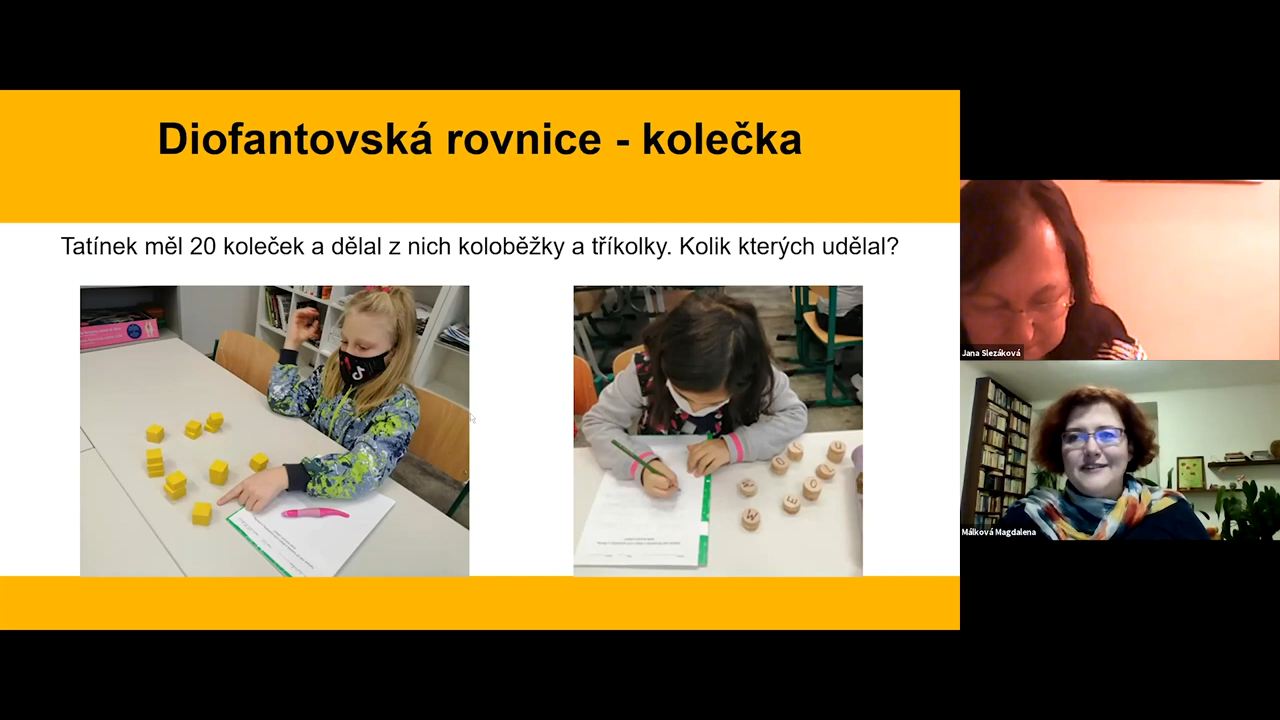 Diofantovská rovnice - kolečka
Tatínek měl 20 koleček a dělal z nich koloběžky a tříkolky. Kolik kterých udělal?
Jana Slezáková
Málková Magdalena